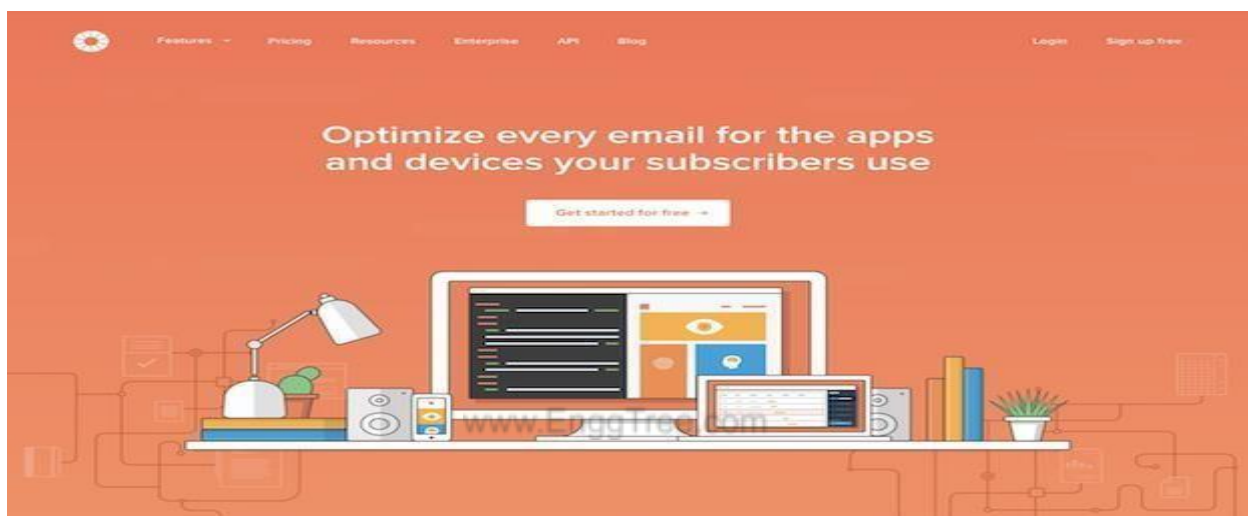 Features Pricing Resources Enterprise API Blog Login Sign up free
Optimize every email for the apps
and devices your subscribers use
Get started for free →
www.EnggTree.com